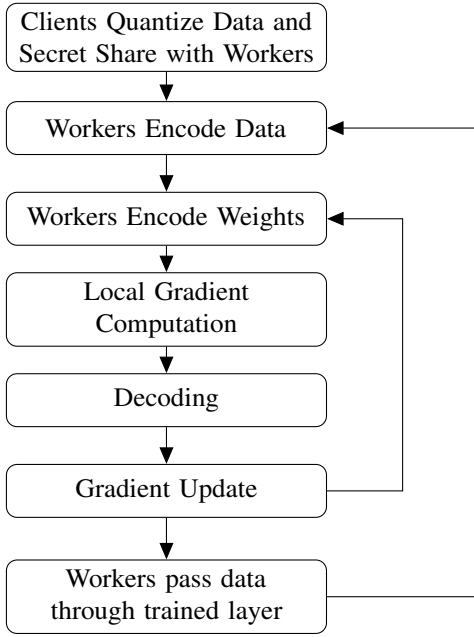 Clients Quantize Data and
Secret Share with Workers
Workers Encode Data
Workers Encode Weights
Local Gradient
Computation
Decoding
Gradient Update
Workers pass data
through trained layer